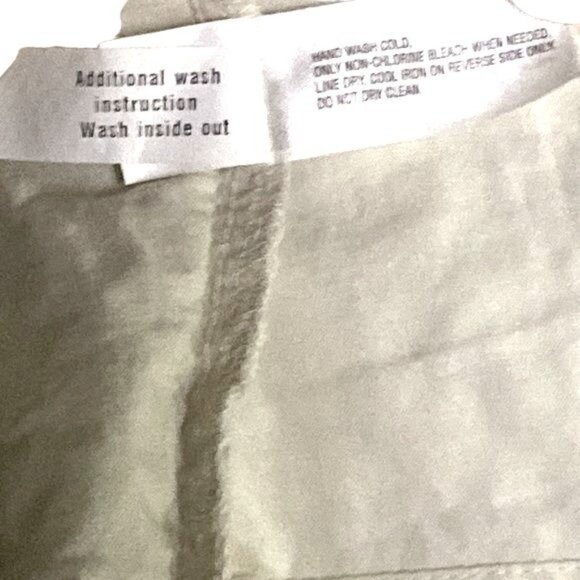 Additional wash
instruction
Wash inside out
HAND WASH COLD.
ONLY NON-CHLORINE BLEACH WHEN NEEDED.
LINE DRY. COOL IRON ON REVERSE SIDE ONLY.
DO NOT DRY CLEAN.